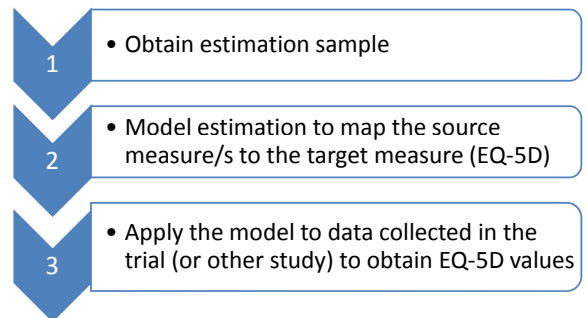 1
• Obtain estimation sample
2
• Model estimation to map the source
measure/s to the target measure (EQ-5D)
3
• Apply the model to data collected in the
trial (or other study) to obtain EQ-5D values